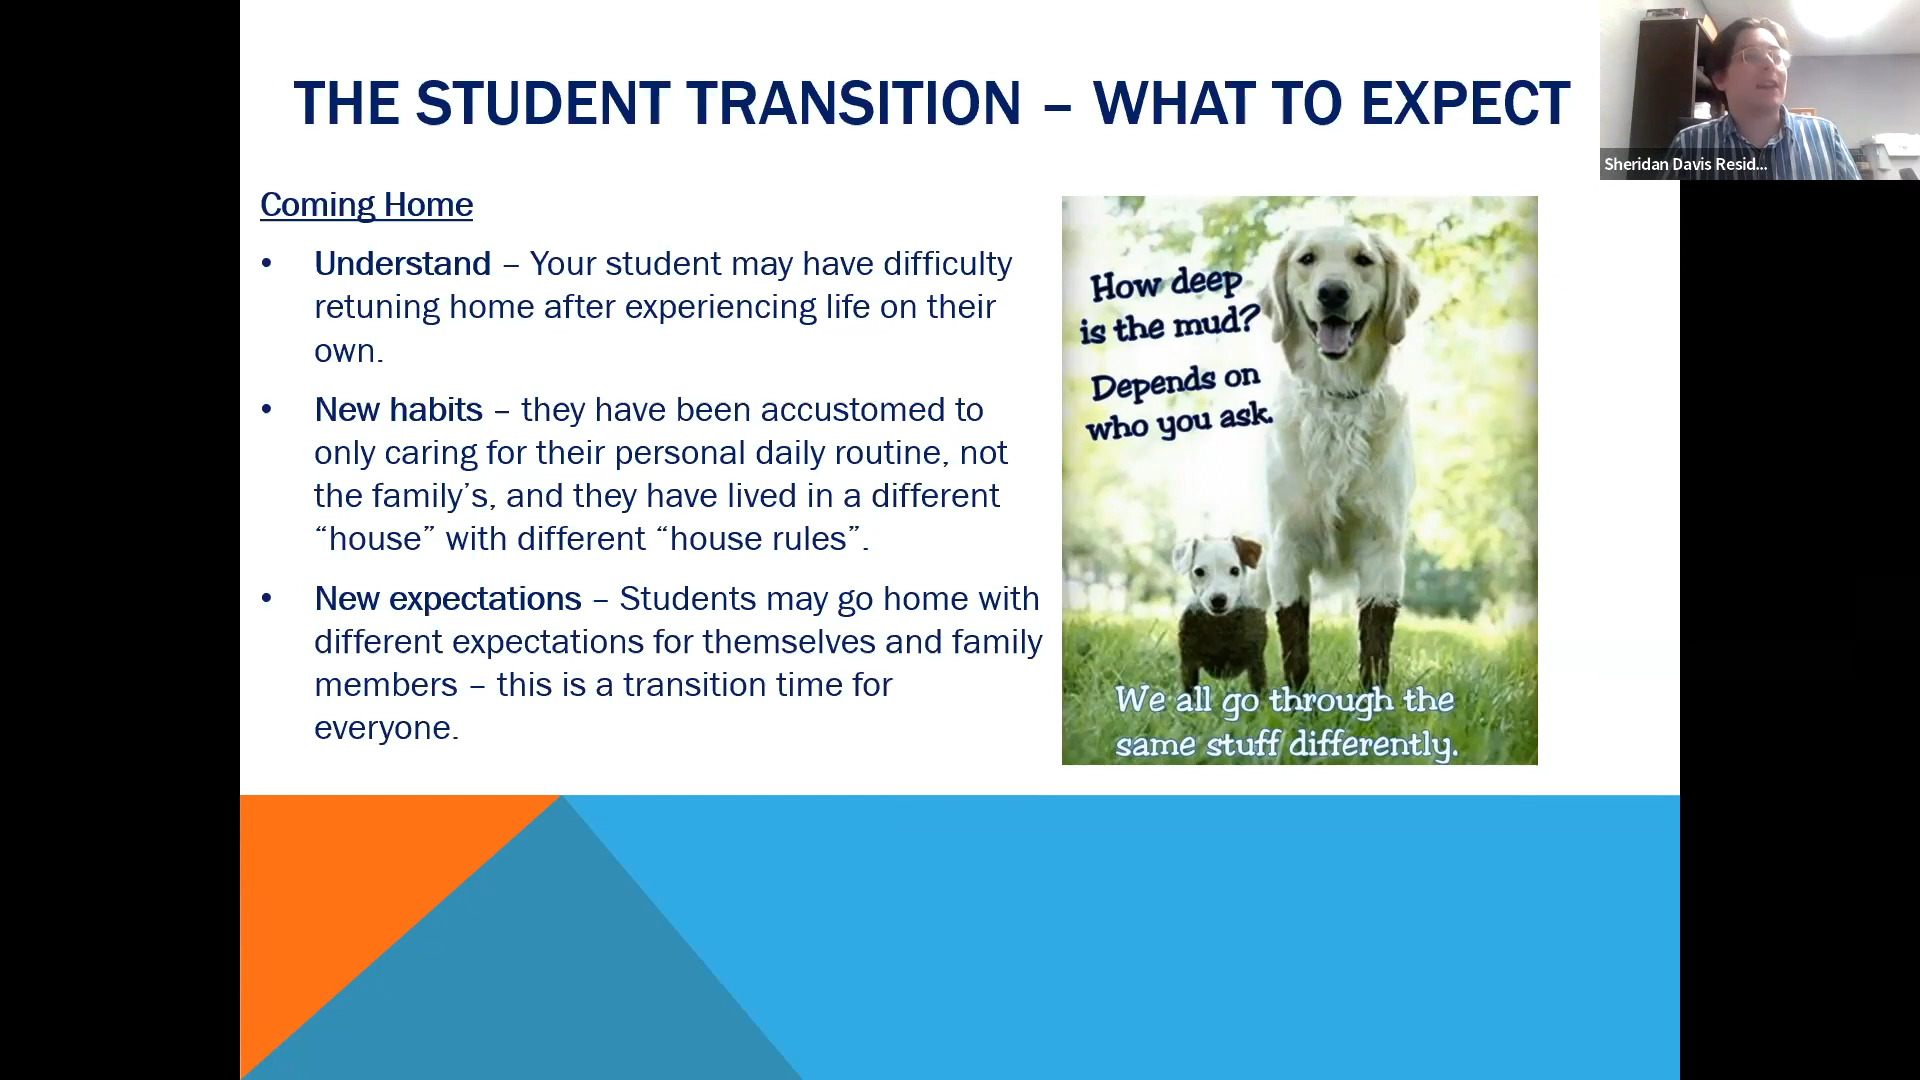 THE STUDENT TRANSITION – WHAT TO EXPECT
Sheridan Davis Resid...
Coming Home
• Understand – Your student may have difficulty
retuning home after experiencing life on their
own.
• New habits – they have been accustomed to
only caring for their personal daily routine, not
the family’s, and they have lived in a different
“house” with different “house rules”.
• New expectations – Students may go home with
different expectations for themselves and family
members – this is a transition time for
everyone.
How deep
is the mud?
Depends on
who you ask.
We all go through the
same stuff differently.